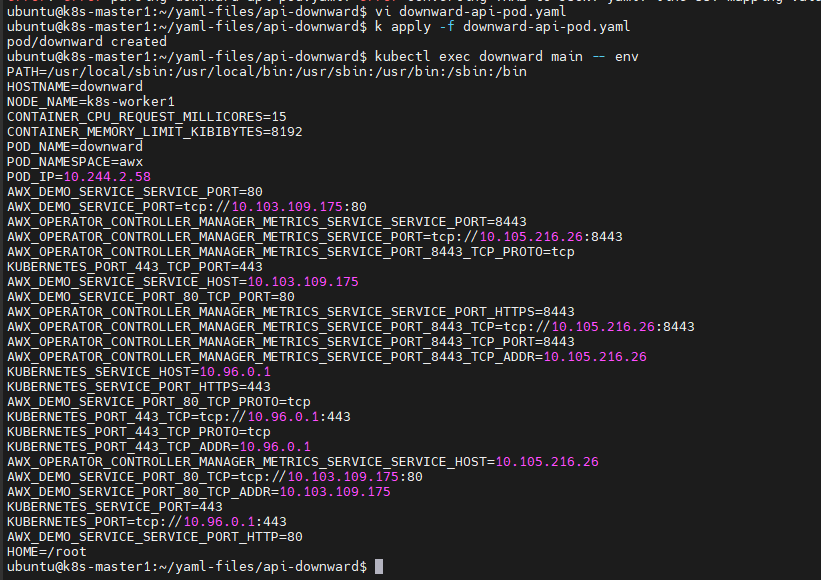 ubuntu@k8s-master1:~/yaml-files/api-downward$ vi downward-api-pod.yaml
ubuntu@k8s-master1:~/yaml-files/api-downward$ k apply -f downward-api-pod.yaml
pod/downward created
ubuntu@k8s-master1:~/yaml-files/api-downward$ kubectl exec downward main -- env
PATH=/usr/local/sbin:/usr/local/bin:/usr/sbin:/usr/bin:/sbin:/bin
HOSTNAME=downward
NODE_NAME=k8s-worker1
CONTAINER_CPU_REQUEST_MILLICORES=15
CONTAINER_MEMORY_LIMIT_KIBIBYTES=8192
POD_NAME=downward
POD_NAMESPACE=awx
POD_IP=10.244.2.58
AWX_DEMO_SERVICE_SERVICE_PORT=80
AWX_DEMO_SERVICE_PORT=tcp://10.103.109.175:80
AWX_OPERATOR_CONTROLLER_MANAGER_METRICS_SERVICE_SERVICE_PORT=8443
AWX_OPERATOR_CONTROLLER_MANAGER_METRICS_SERVICE_PORT=tcp://10.105.216.26:8443
AWX_OPERATOR_CONTROLLER_MANAGER_METRICS_SERVICE_PORT_8443_TCP_PROTO=tcp
KUBERNETES_PORT_443_TCP_PORT=443
AWX_DEMO_SERVICE_SERVICE_HOST=10.103.109.175
AWX_DEMO_SERVICE_PORT_80_TCP_PORT=80
AWX_OPERATOR_CONTROLLER_MANAGER_METRICS_SERVICE_SERVICE_PORT_HTTPS=8443
AWX_OPERATOR_CONTROLLER_MANAGER_METRICS_SERVICE_PORT_8443_TCP=tcp://10.105.216.26:8443
AWX_OPERATOR_CONTROLLER_MANAGER_METRICS_SERVICE_PORT_8443_TCP_PORT=8443
AWX_OPERATOR_CONTROLLER_MANAGER_METRICS_SERVICE_PORT_8443_TCP_ADDR=10.105.216.26
KUBERNETES_SERVICE_HOST=10.96.0.1
KUBERNETES_SERVICE_PORT_HTTPS=443
AWX_DEMO_SERVICE_PORT_80_TCP_PROTO=tcp
KUBERNETES_PORT_443_TCP=tcp://10.96.0.1:443
KUBERNETES_PORT_443_TCP_PROTO=tcp
KUBERNETES_PORT_443_TCP_ADDR=10.96.0.1
AWX_OPERATOR_CONTROLLER_MANAGER_METRICS_SERVICE_SERVICE_HOST=10.105.216.26
AWX_DEMO_SERVICE_PORT_80_TCP=tcp://10.103.109.175:80
AWX_DEMO_SERVICE_PORT_80_TCP_ADDR=10.103.109.175
KUBERNETES_SERVICE_PORT=443
KUBERNETES_PORT=tcp://10.96.0.1:443
AWX_DEMO_SERVICE_SERVICE_PORT_HTTP=80
HOME=/root
ubuntu@k8s-master1:~/yaml-files/api-downward$